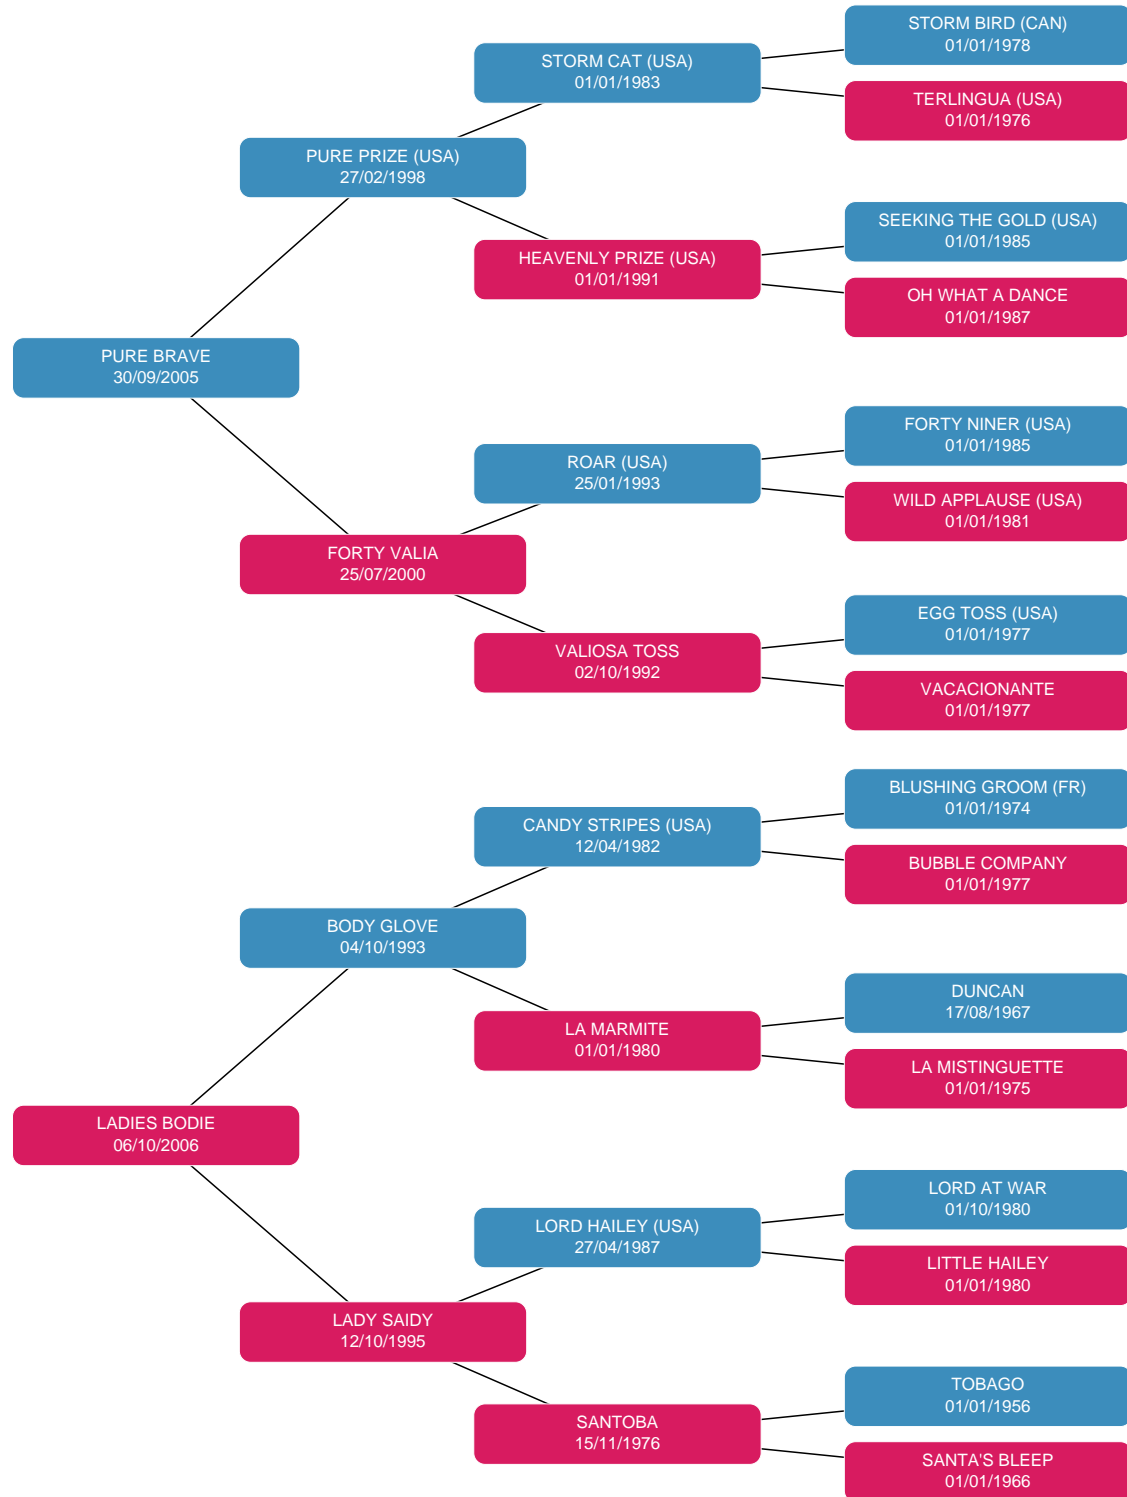 STORM BIRD (CAN)
01/01/1978
STORM CAT (USA)
01/01/1983
TERLINGUA (USA)
01/01/1976
PURE PRIZE (USA)
27/02/1998
SEEKING THE GOLD (USA)
01/01/1985
HEAVENLY PRIZE (USA)
01/01/1991
OH WHAT A DANCE
01/01/1987
PURE BRAVE
30/09/2005
FORTY NINER (USA)
01/01/1985
ROAR (USA)
25/01/1993
WILD APPLAUSE (USA)
01/01/1981
FORTY VALIA
25/07/2000
EGG TOSS (USA)
01/01/1977
VALIOSA TOSS
02/10/1992
VACACIONANTE
01/01/1977
BLUSHING GROOM (FR)
01/01/1974
CANDY STRIPES (USA)
12/04/1982
BUBBLE COMPANY
01/01/1977
BODY GLOVE
04/10/1993
DUNCAN
17/08/1967
LA MARMITE
01/01/1980
LA MISTINGUETTE
01/01/1975
LADIES BODIE
06/10/2006
LORD AT WAR
01/10/1980
LORD HAILEY (USA)
27/04/1987
LITTLE HAILEY
01/01/1980
LADY SAIDY
12/10/1995
TOBAGO
01/01/1956
SANTOBA
15/11/1976
SANTA'S BLEEP
01/01/1966